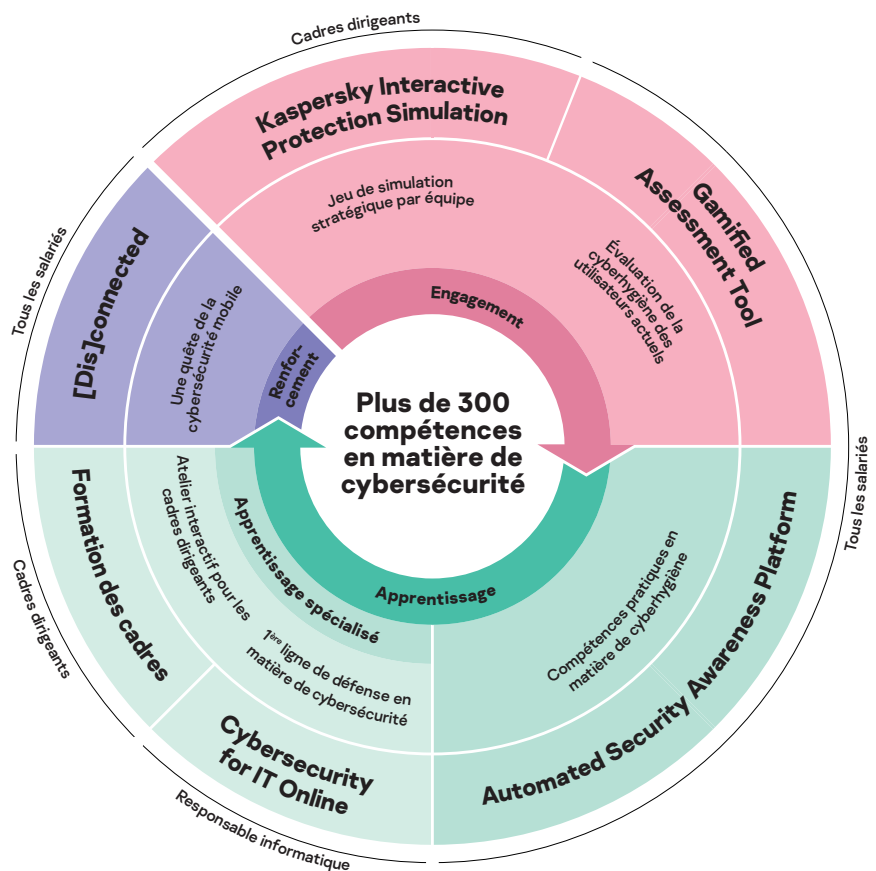 Cadres dirigeants
Kaspersky Interactive
Protection Simulation
Jeu de simulation
stratégique par équipe
Gamified
Assessment Tool
Évaluation de la
cyberhygiène des
utilisateurs actuels
Engagement
Tous les salariés
[Dis]connected
Une quête de la
cybersécurité mobile
Renfor-
cement
Plus de 300
compétences
en matière de
cybersécurité
Tous les salariés
Automated Security Awareness Platform
Compétences pratiques en
matière de cyberhygiène
Apprentissage
Apprentissage spécialisé
Cadres dirigeants
Formation des cadres
Atelier interactif pour les
cadres dirigeants
1ère ligne de défense en
matière de cybersécurité
Cybersecurity
for IT Online
Responsable informatique